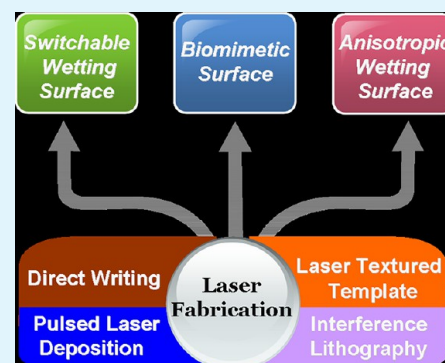 Switchable
Wetting
Surface
Biomimetic
Surface
Anisotropic
Wetting
Surface
Direct Writing
Laser
Fabrication
Laser Textured
Template
Pulsed Laser
Deposition
Interference
Lithography